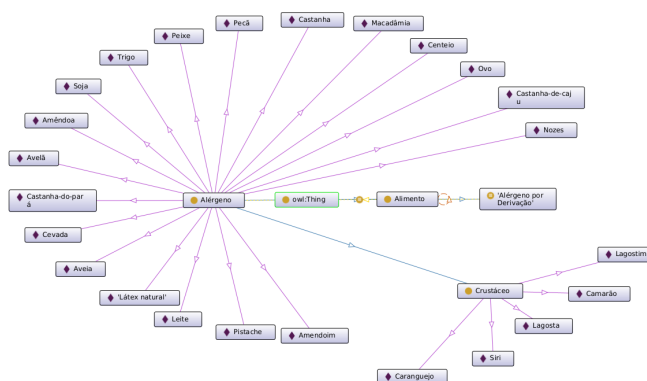 Pecã
Castanha
Macadâmia
Peixe
Centeio
Trigo
Ovo
Soja
Castanha-de-caj
u
Amêndoa
Nozes
Avelã
Castanha-do-par
á
Alérgeno
owl:Thing
Alimento
'Alérgeno por
Derivação'
Cevada
Aveia
Lagostim
'Látex natural'
Crustáceo
Camarão
Leite
Lagosta
Pistache
Amendoim
Siri
Caranguejo